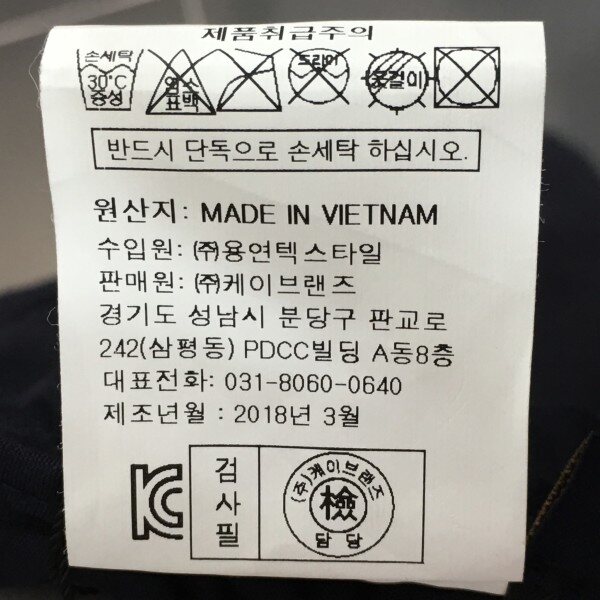 제품취급주의
손세탁 30℃ 중성 염소 표백 드라이 옷걸이
반드시 단독으로 손세탁 하십시오.
원산지: MADE IN VIETNAM
수입원: ㈜용연텍스타일
판매원: ㈜케이브랜즈
경기도 성남시 분당구 판교로
242(삼평동) PDCC빌딩 A동8층
대표전화: 031-8060-0640
제조년월 : 2018년 3월
KC
검사필
(주)케이브랜즈
檢
담당